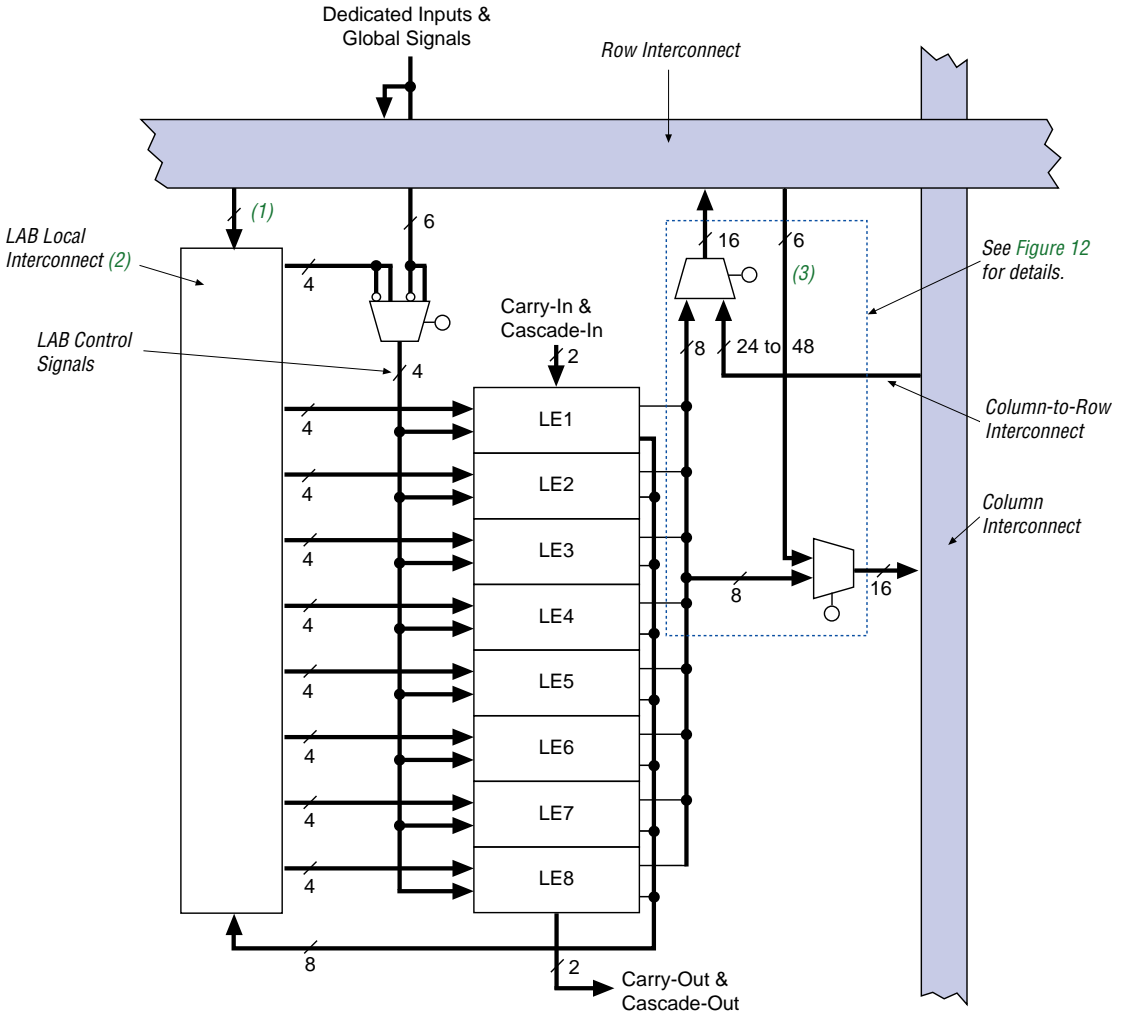 Dedicated Inputs &
Global Signals
Row Interconnect
(1)
6
16
6
(3)
See Figure 12
for details.
LAB Local
Interconnect (2)
4
Carry-In &
Cascade-In
2
8
24 to 48
LAB Control
Signals
4
Column-to-Row
Interconnect
4
LE1
4
LE2
Column
Interconnect
4
LE3
8
16
4
LE4
4
LE5
4
LE6
4
LE7
4
LE8
8
2
Carry-Out &
Cascade-Out